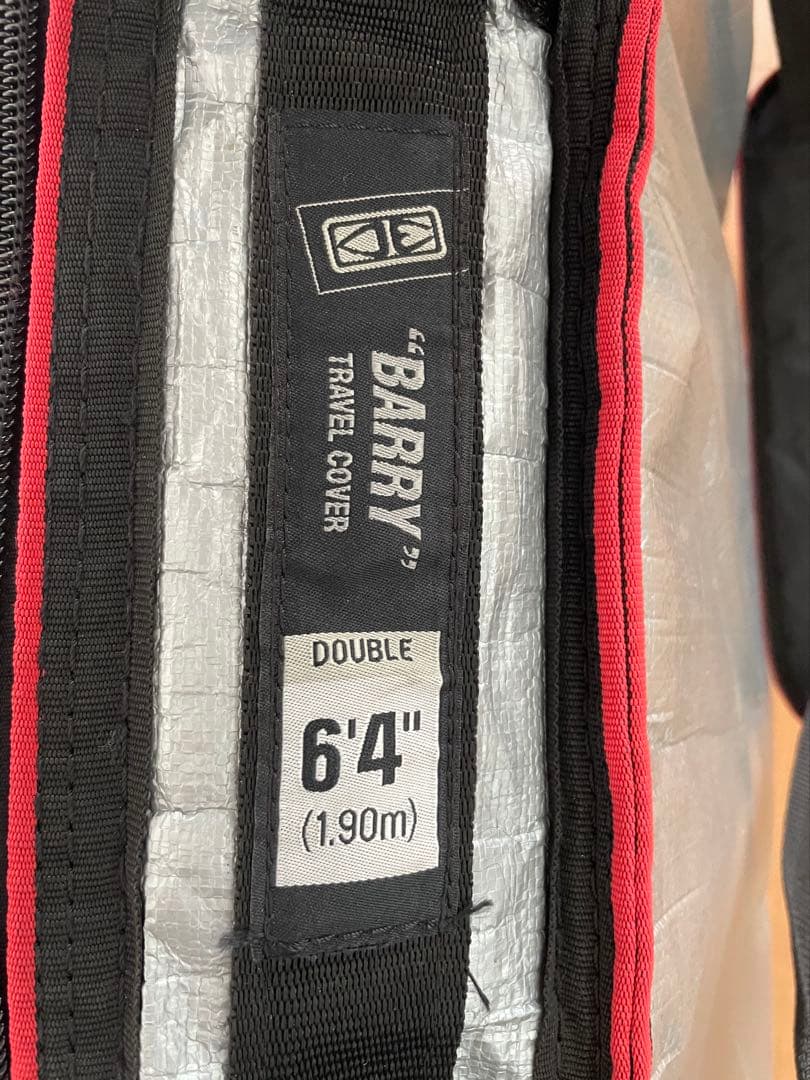 “BARRY”
TRAVEL COVER
DOUBLE
6'4"
(1.90m)